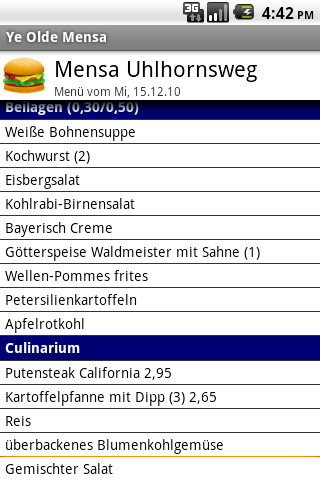 3G
4:42 PM
Ye Olde Mensa
Mensa Uhlhornsweg
Menü vom Mi, 15.12.10
Beilagen (0,30/0,50)
Weiße Bohnensuppe
Kochwurst (2)
Eisbergsalat
Kohlrabi-Birnensalat
Bayerisch Creme
Götterspeise Waldmeister mit Sahne (1)
Wellen-Pommes frites
Petersilienkartoffeln
Apfelrotkohl
Culinarium
Putensteak California 2,95
Kartoffelpfanne mit Dipp (3) 2,65
Reis
überbackenes Blumenkohlgemüse
Gemischter Salat